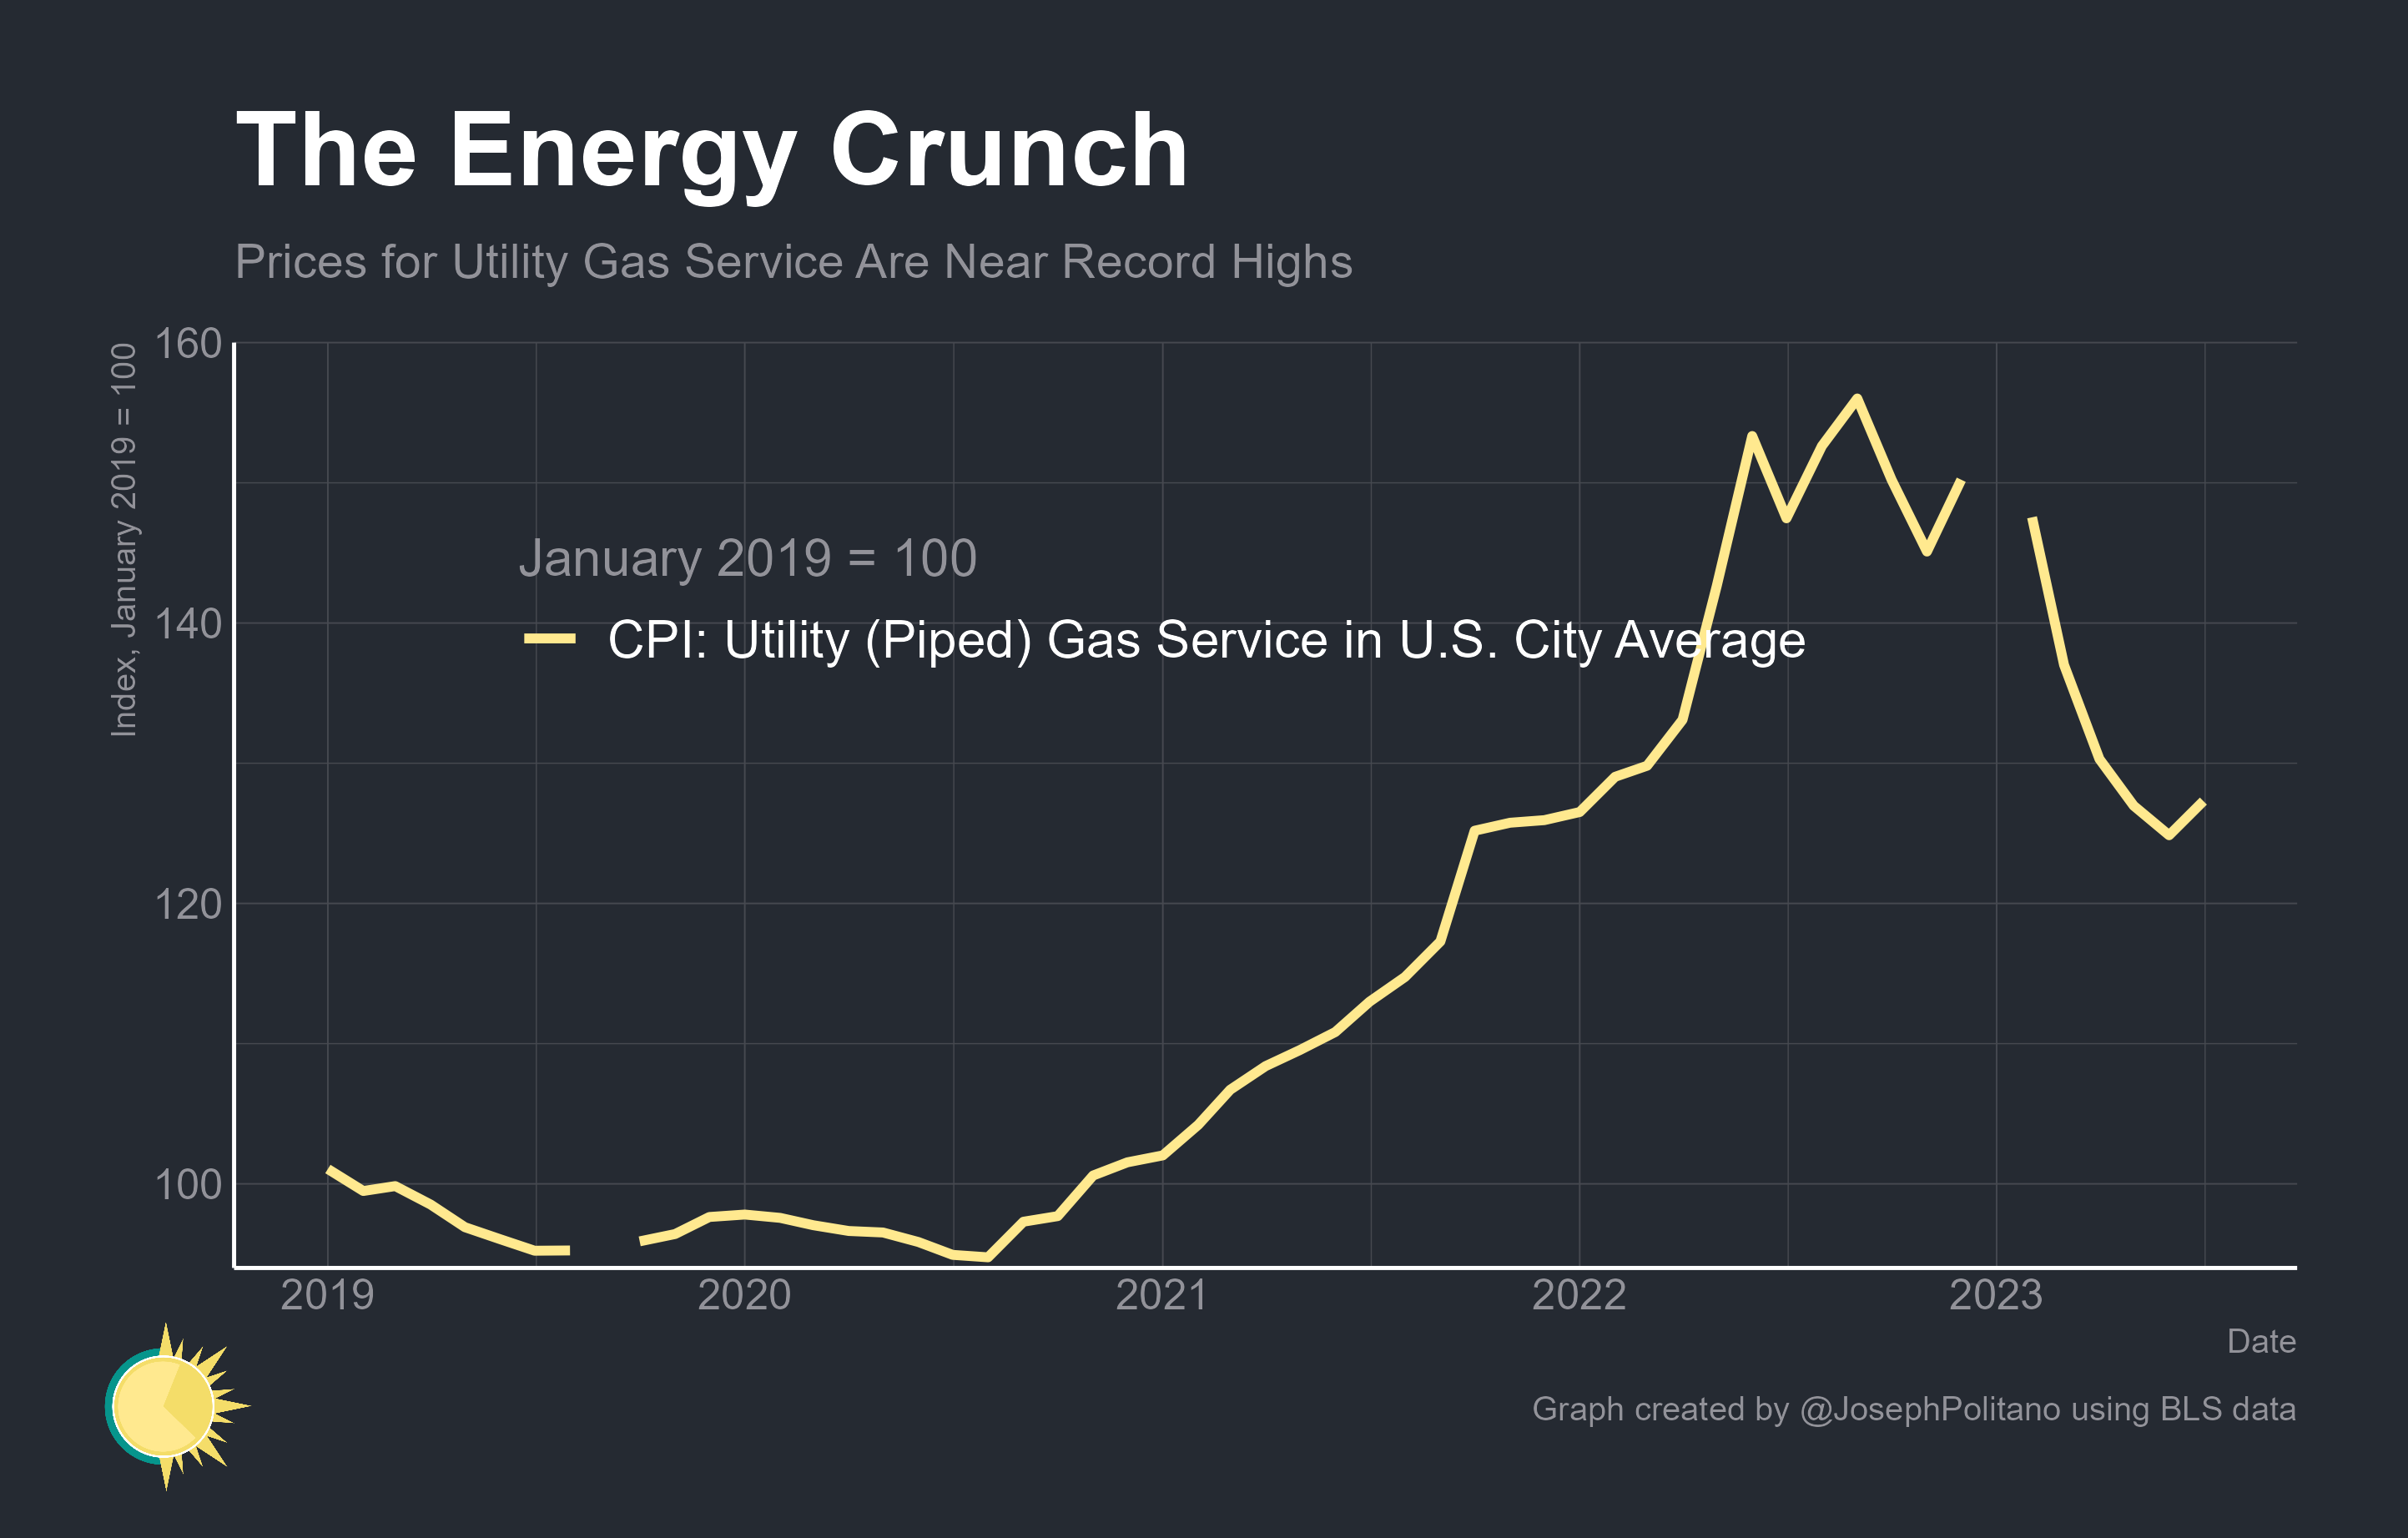 The Energy Crunch
Prices for Utility Gas Service Are Near Record Highs
Index, January 2019 = 100
160
140
120
100
January 2019 = 100
CPI: Utility (Piped) Gas Service in U.S. City Average
2019
2020
2021
2022
2023
Date
Graph created by @JosephPolitano using BLS data